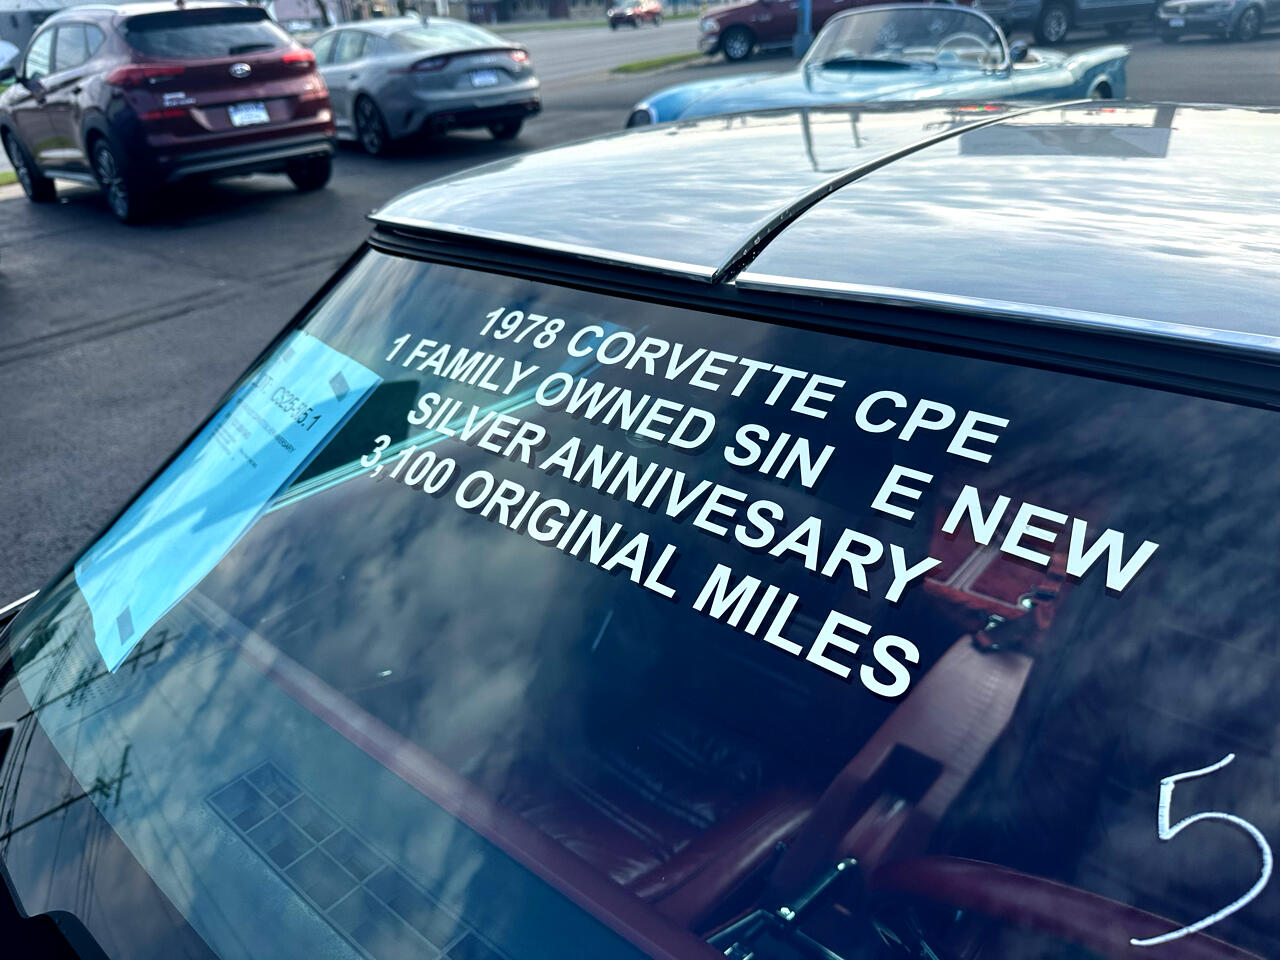 1978 CORVETTE CPE
1 FAMILY OWNED SIN E NEW
SILVER ANNIVESARY
3,100 ORIGINAL MILES
5